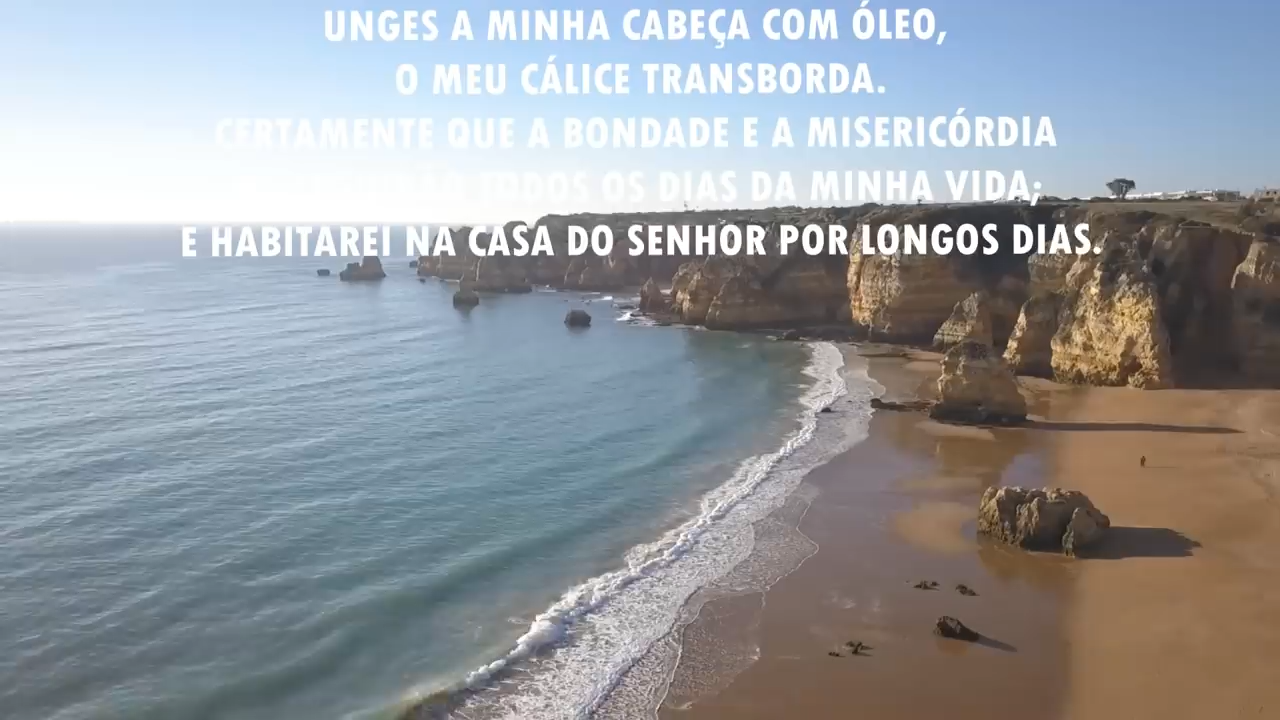 UNGES A MINHA CABEÇA COM ÓLEO,
O MEU CÁLICE TRANSBORDA.
CERTAMENTE QUE A BONDADE E A MISERICÓRDIA
TODOS OS DIAS DA MINHA VIDA;
E HABITAREI NA CASA DO SENHOR POR LONGOS DIAS.